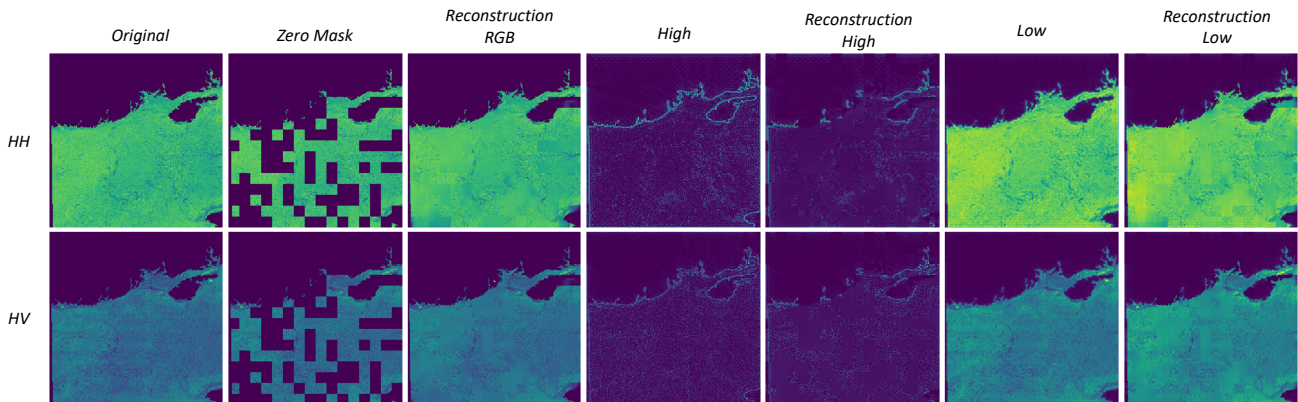 Original
Zero Mask
Reconstruction
RGB
High
Reconstruction
High
Low
Reconstruction
Low
HH
HV